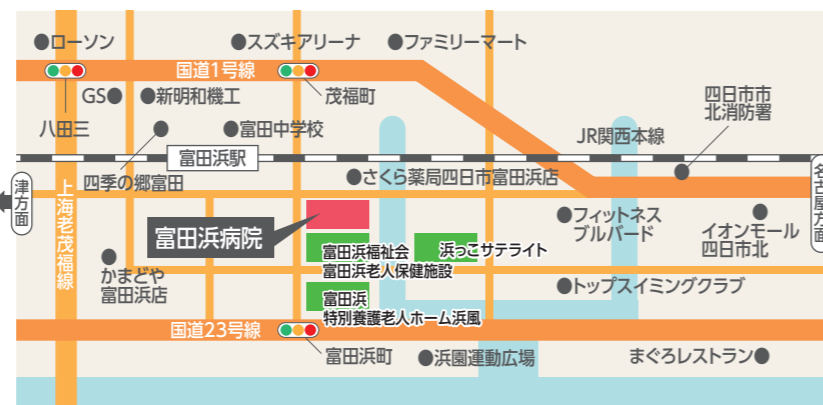 ローソン
スズキアリーナ
ファミリーマート
国道1号線
GS
新明和機工
茂福町
四日市市
北消防署
八田三
富田中学校
JR関西本線
富田浜駅
四季の郷富田
さくら薬局四日市富田浜店
津方面
名古屋方面
上海老茂福線
富田浜病院
フィットネス
ブルバード
イオンモール
四日市北
富田浜福祉会
富田浜老人保健施設
浜っこサテライト
かまどや
富田浜店
トップスイミングクラブ
富田浜
特別養護老人ホーム浜風
国道23号線
富田浜町
浜園運動広場
まぐろレストラン